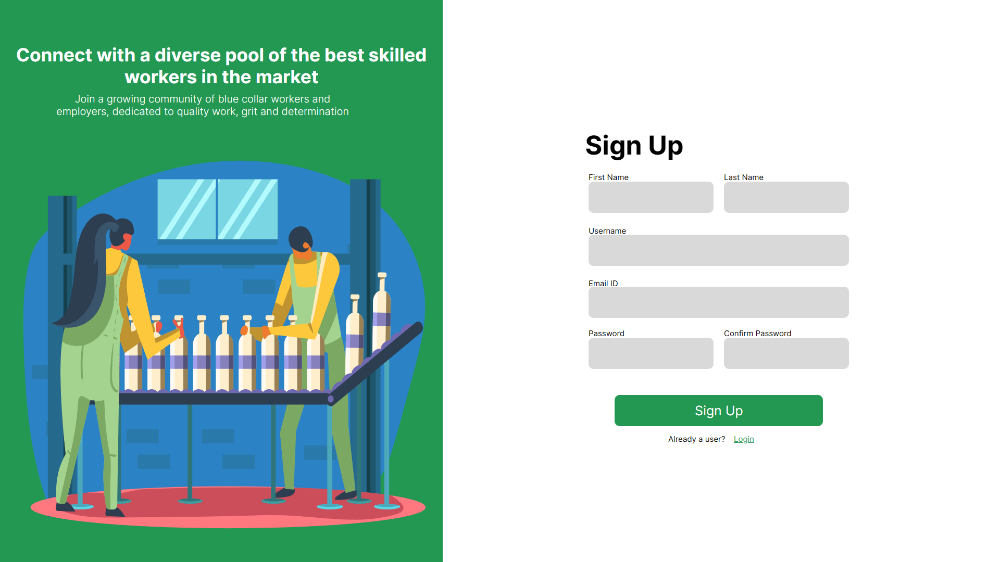 Connect with a diverse pool of the best skilled
workers in the market
Join a growing community of blue collar workers and
employers, dedicated to quality work, grit and determination
Sign Up
First Name
Last Name
Username
Email ID
Password
Confirm Password
Sign Up
Already a user? Login